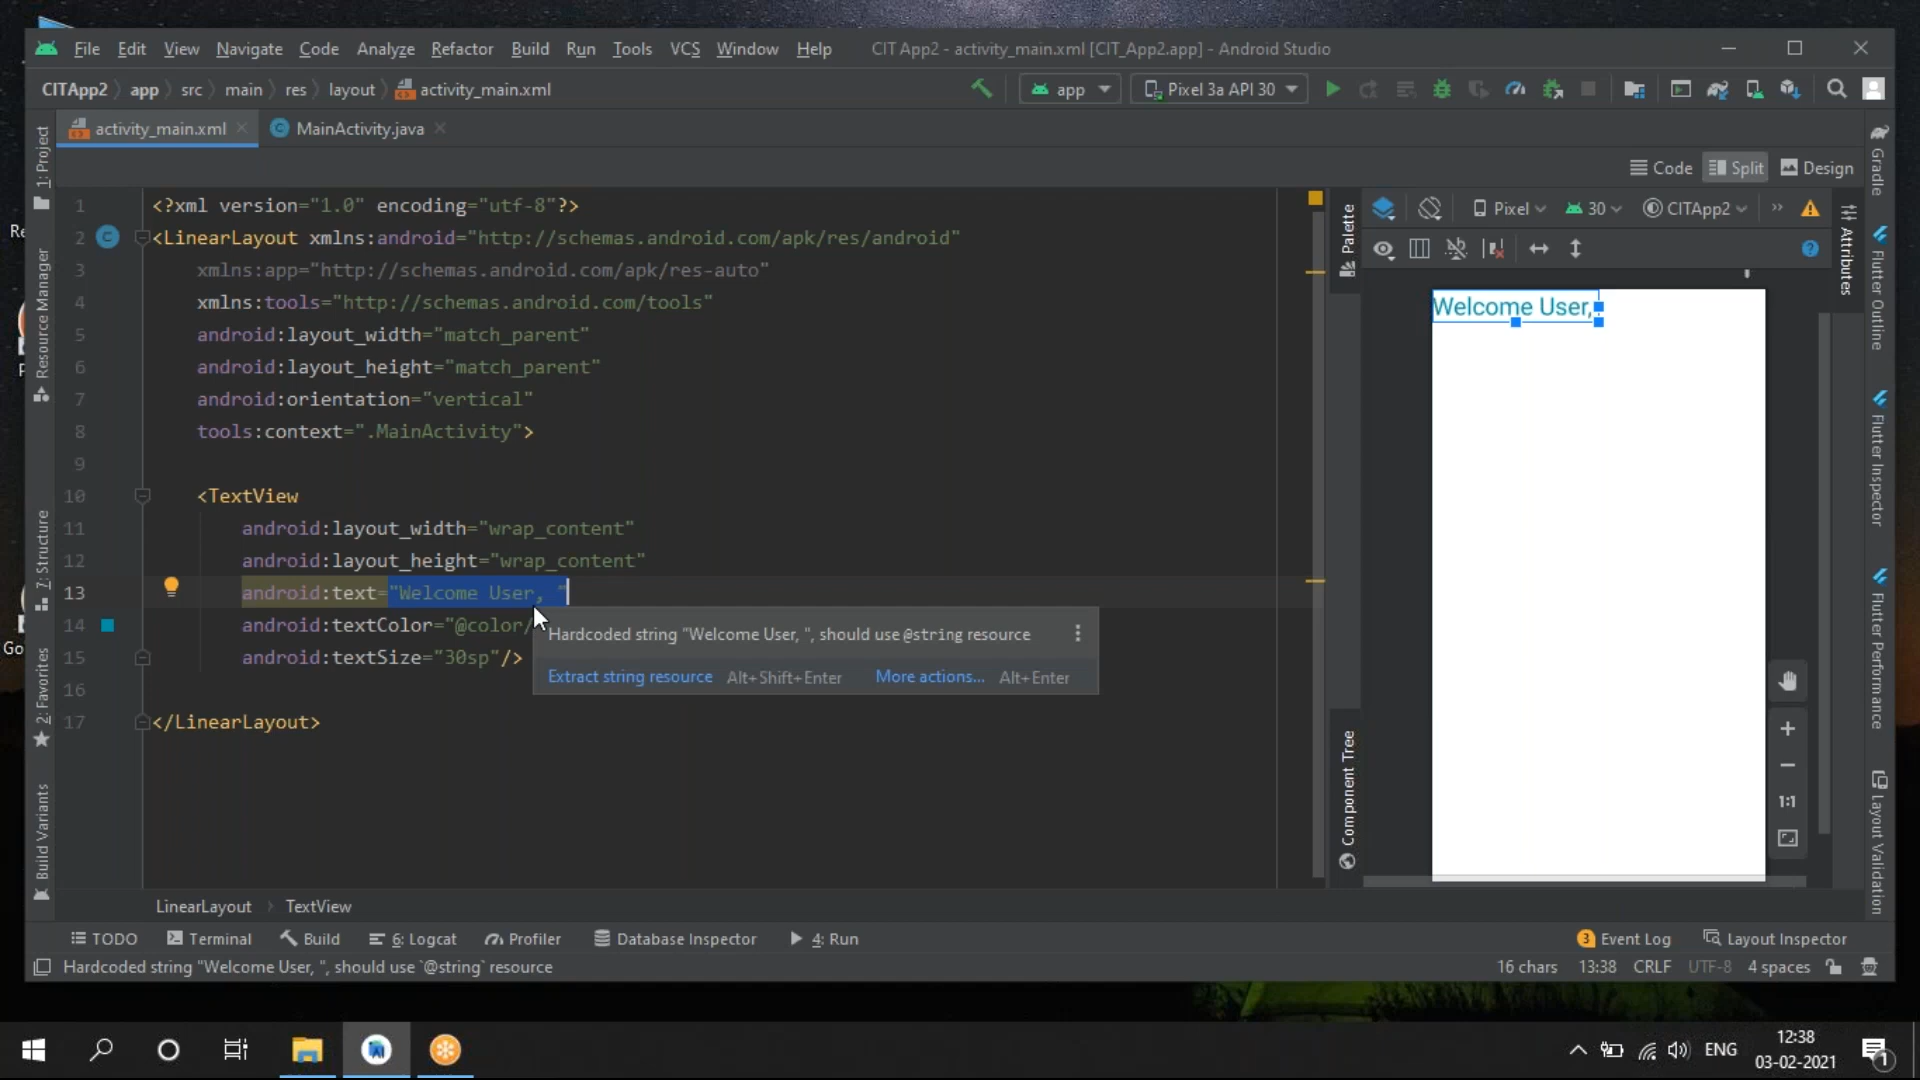 File Edit View Navigate Code Analyze Refactor Build Run Tools VCS Window Help CIT App2 - activity_main.xml [CIT_App2.app] - Android Studio
CITApp2 app src main res layout activity_main.xml app Pixel 3a API 30
activity_main.xml MainActivity.java
Code Split Design
1: Project
Resource Manager
7: Structure
2: Favorites
Build Variants
1 <?xml version="1.0" encoding="utf-8"?>
2 <LinearLayout xmlns:android="http://schemas.android.com/apk/res/android"
3 xmlns:app="http://schemas.android.com/apk/res-auto"
4 xmlns:tools="http://schemas.android.com/tools"
5 android:layout_width="match_parent"
6 android:layout_height="match_parent"
7 android:orientation="vertical"
8 tools:context=".MainActivity">
9
10 <TextView
11 android:layout_width="wrap_content"
12 android:layout_height="wrap_content"
13 android:text="Welcome User, "
14 android:textColor="@color/
15 android:textSize="30sp"/>
16
17 </LinearLayout>
Hardcoded string "Welcome User, ", should use @string resource
Extract string resource Alt+Shift+Enter More actions... Alt+Enter
Palette
Component Tree
Pixel 30 CITApp2 »
Welcome User,
1:1
Attributes
Gradle
Flutter Outline
Flutter Inspector
Flutter Performance
Layout Validation
LinearLayout TextView
TODO Terminal Build 6: Logcat Profiler Database Inspector 4: Run 3 Event Log Layout Inspector
Hardcoded string "Welcome User, ", should use `@string` resource 16 chars 13:38 CRLF UTF-8 4 spaces
ENG
12:38
03-02-2021
1